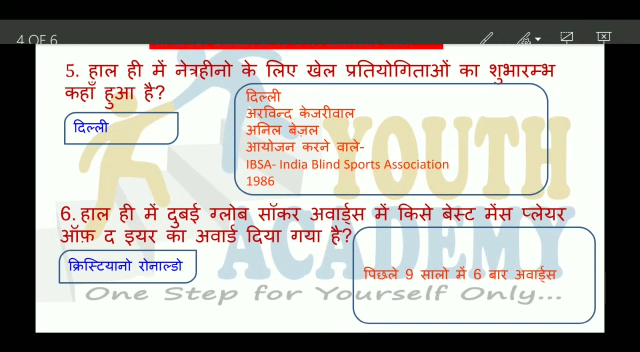 4 OF 6
5. हाल ही में नेत्रहीनो के लिए खेल प्रतियोगिताओं का शुभारम्भ
कहाँ हुआ है?
दिल्ली
दिल्ली
अरविन्द केजरीवाल
अनिल बेज़ल
आयोजन करने वाले-
IBSA- India Blind Sports Association
1986
6. हाल ही में दुबई ग्लोब सॉकर अवार्ड्स में किसे बेस्ट मेंस प्लेयर
ऑफ़ द इयर का अवार्ड दिया गया है?
क्रिस्टियानो रोनाल्डो
पिछले 9 सालो में 6 बार अवार्ड्स
YOUTH
ACADEMY
One Step for Yourself Only...